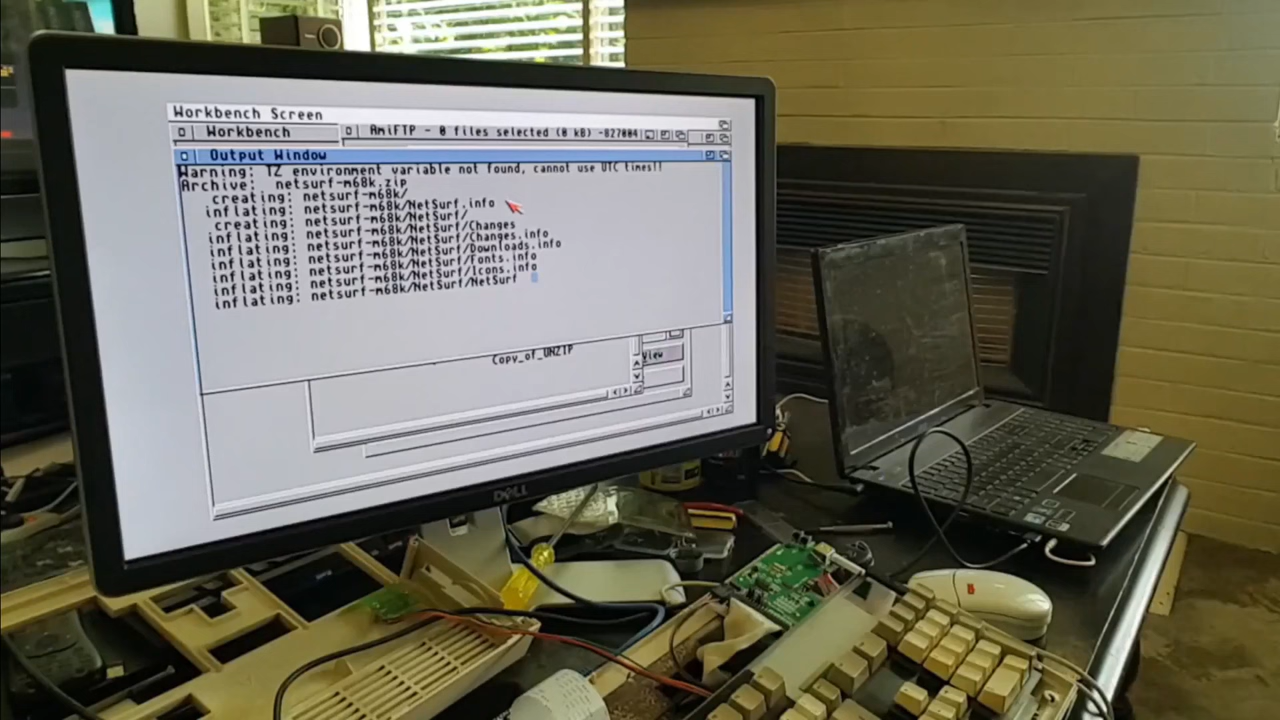 Workbench Screen
Workbench
AmiFTP - 0 files selected (0 kB) -827004
Output Window
Warning: TZ environment variable not found, cannot use UTC times!!
Archive: netsurf-m68k.zip
creating: netsurf-m68k/
inflating: netsurf-m68k/NetSurf.info
creating: netsurf-m68k/NetSurf/
inflating: netsurf-m68k/NetSurf/Changes
inflating: netsurf-m68k/NetSurf/Changes.info
inflating: netsurf-m68k/NetSurf/Downloads.info
inflating: netsurf-m68k/NetSurf/Fonts.info
inflating: netsurf-m68k/NetSurf/Icons.info
inflating: netsurf-m68k/NetSurf/NetSurf
Copy_of_UNZIP
View
DELL